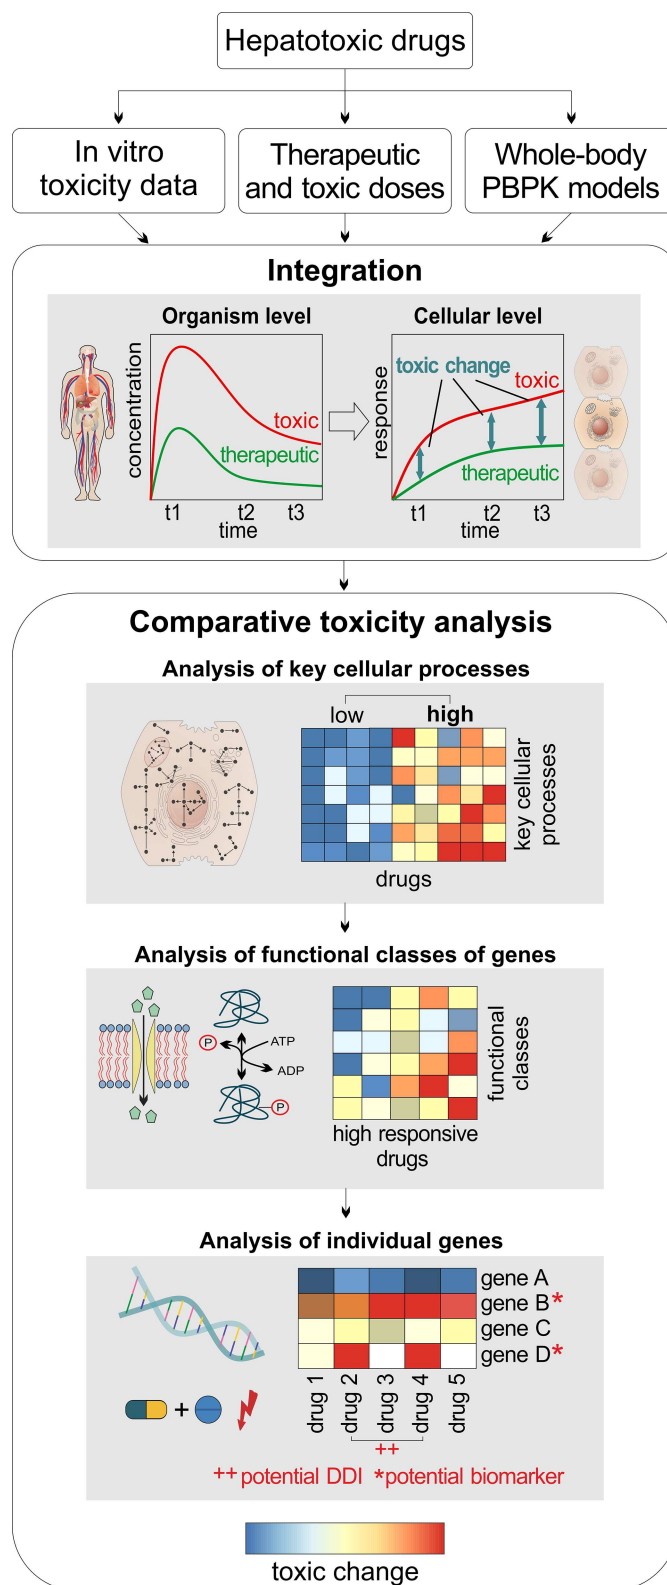 Hepatotoxic drugs
In vitro
toxicity data
Therapeutic
and toxic doses
Whole-body
PBPK models
Integration
Organism level
concentration
toxic
therapeutic
t1
t2
t3
time
Cellular level
response
toxic change
toxic
therapeutic
t1
t2
t3
time
Comparative toxicity analysis
Analysis of key cellular processes
low
high
key cellular
processes
drugs
Analysis of functional classes of genes
P
ATP
ADP
P
functional
classes
high responsive
drugs
Analysis of individual genes
gene A
gene B*
gene C
gene D*
drug 1
drug 2
drug 3
drug 4
drug 5
+
++
++potential DDI *potential biomarker
toxic change